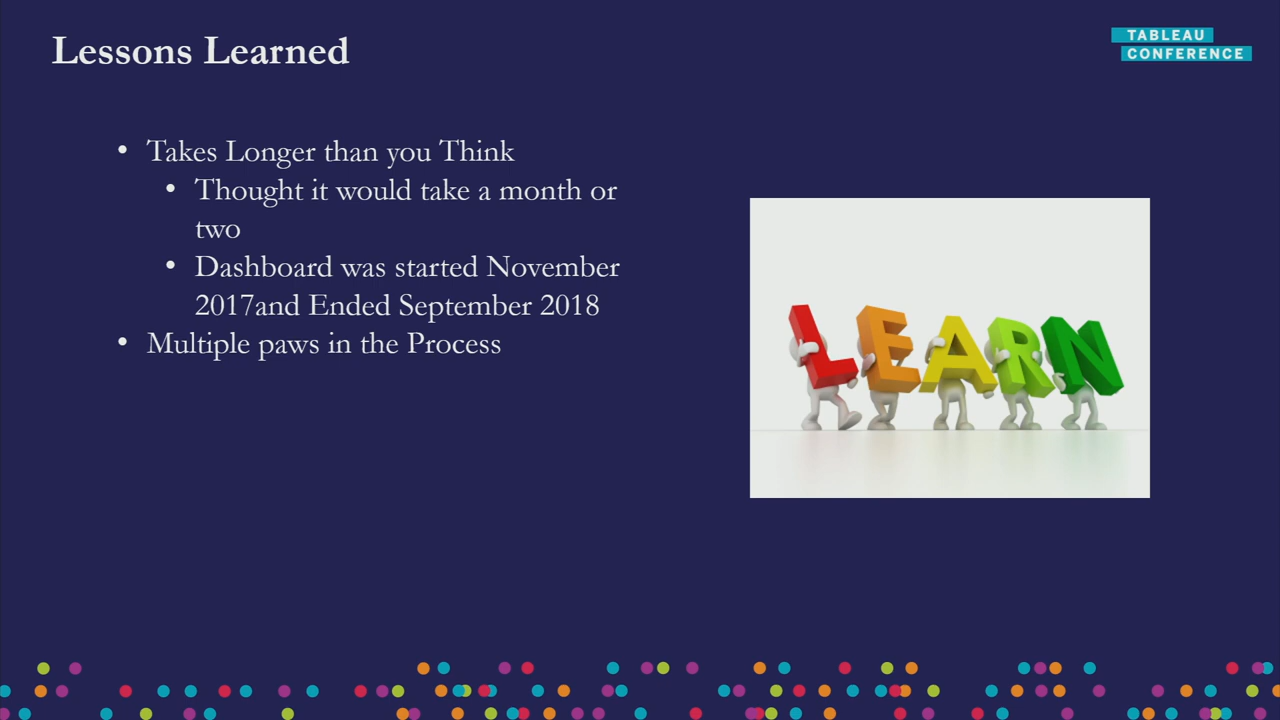 Lessons Learned
TABLEAU
CONFERENCE
• Takes Longer than you Think
• Thought it would take a month or
two
• Dashboard was started November
2017and Ended September 2018
• Multiple paws in the Process
LEARN